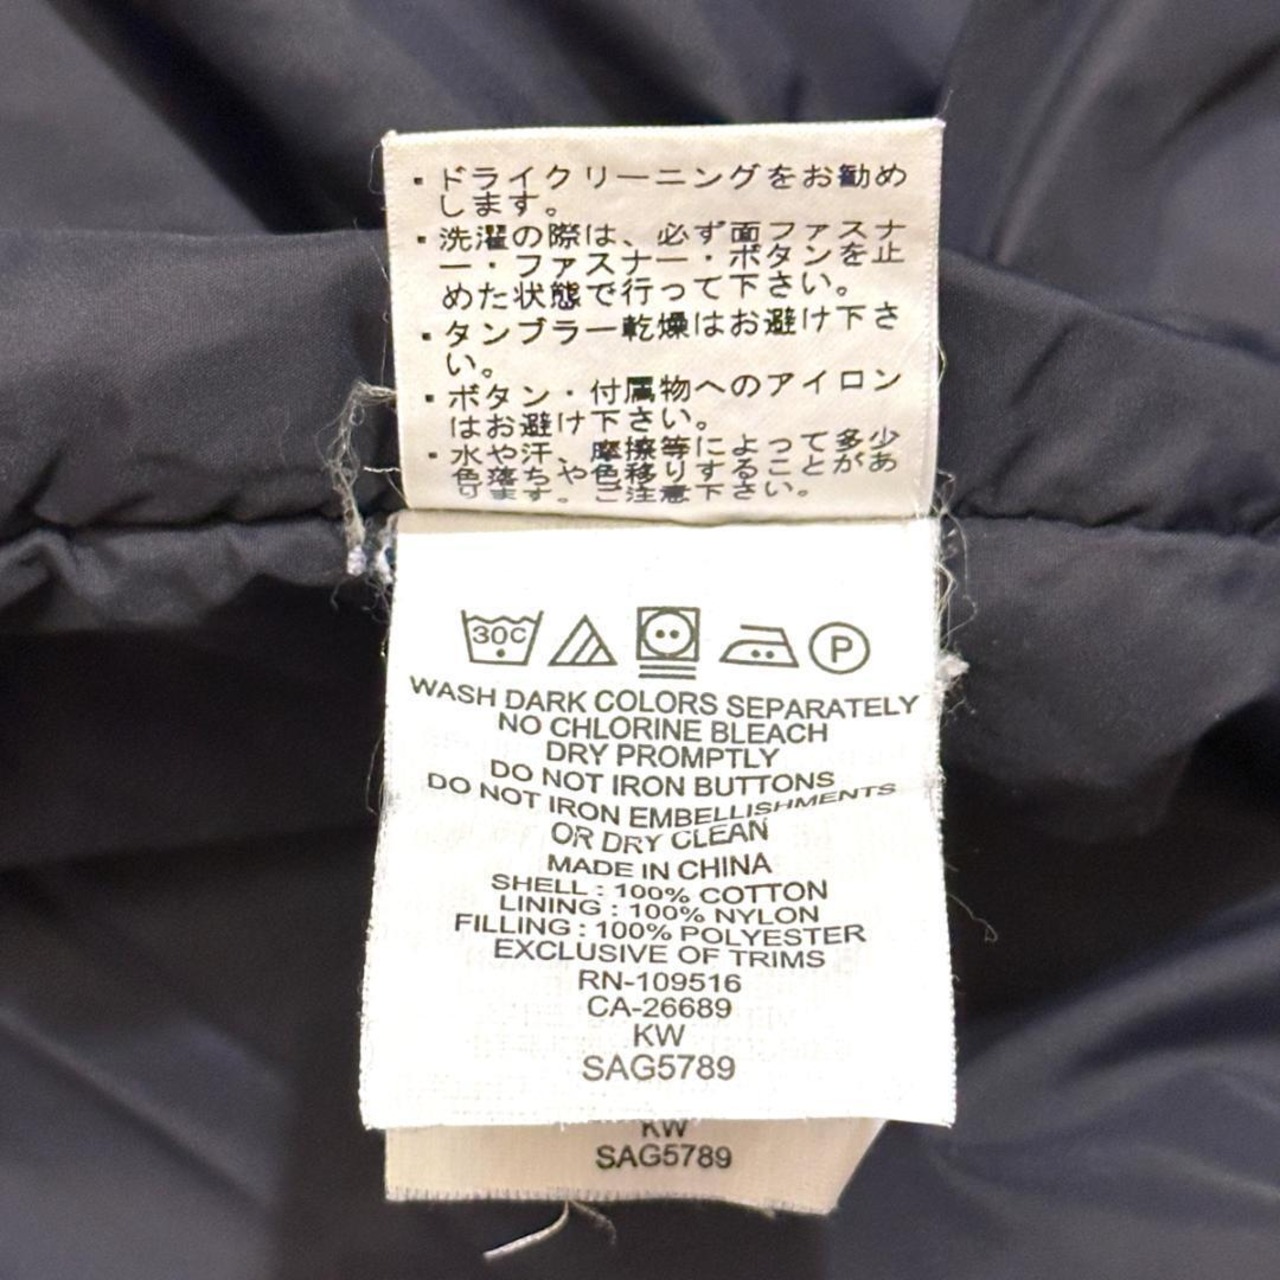 ・ドライクリーニングをお勧め
します。
・洗濯の際は、必ず面ファスナ
ー・ファスナー・ボタンを止
めた状態で行って下さい。
・タンブラー乾燥はお避け下さ
い。
・ボタン・付属物へのアイロン
はお避け下さい。
・水や汗、摩擦等によって多少
色落ちや色移りすることがあ
ります。ご注意下さい。
30C
P
WASH DARK COLORS SEPARATELY
NO CHLORINE BLEACH
DRY PROMPTLY
DO NOT IRON BUTTONS
DO NOT IRON EMBELLISHMENTS
OR DRY CLEAN
MADE IN CHINA
SHELL : 100% COTTON
LINING : 100% NYLON
FILLING : 100% POLYESTER
EXCLUSIVE OF TRIMS
RN-109516
CA-26689
KW
SAG5789
KW
SAG5789